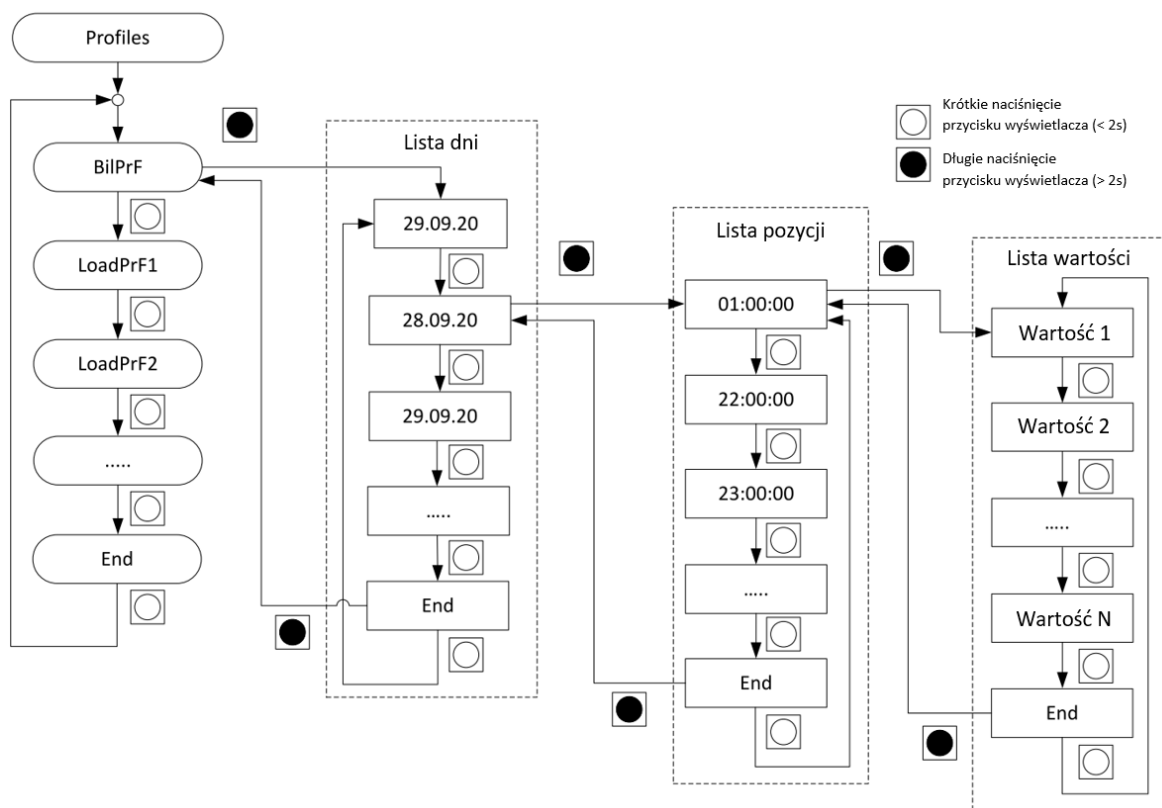 Profiles
BilPrF
LoadPrF1
LoadPrF2
.....
End
Lista dni
29.09.20
28.09.20
29.09.20
.....
End
Lista pozycji
01:00:00
22:00:00
23:00:00
.....
End
Krótkie naciśnięcie
przycisku wyświetlacza (< 2s)
Długie naciśnięcie
przycisku wyświetlacza (> 2s)
Lista wartości
Wartość 1
Wartość 2
.....
Wartość N
End